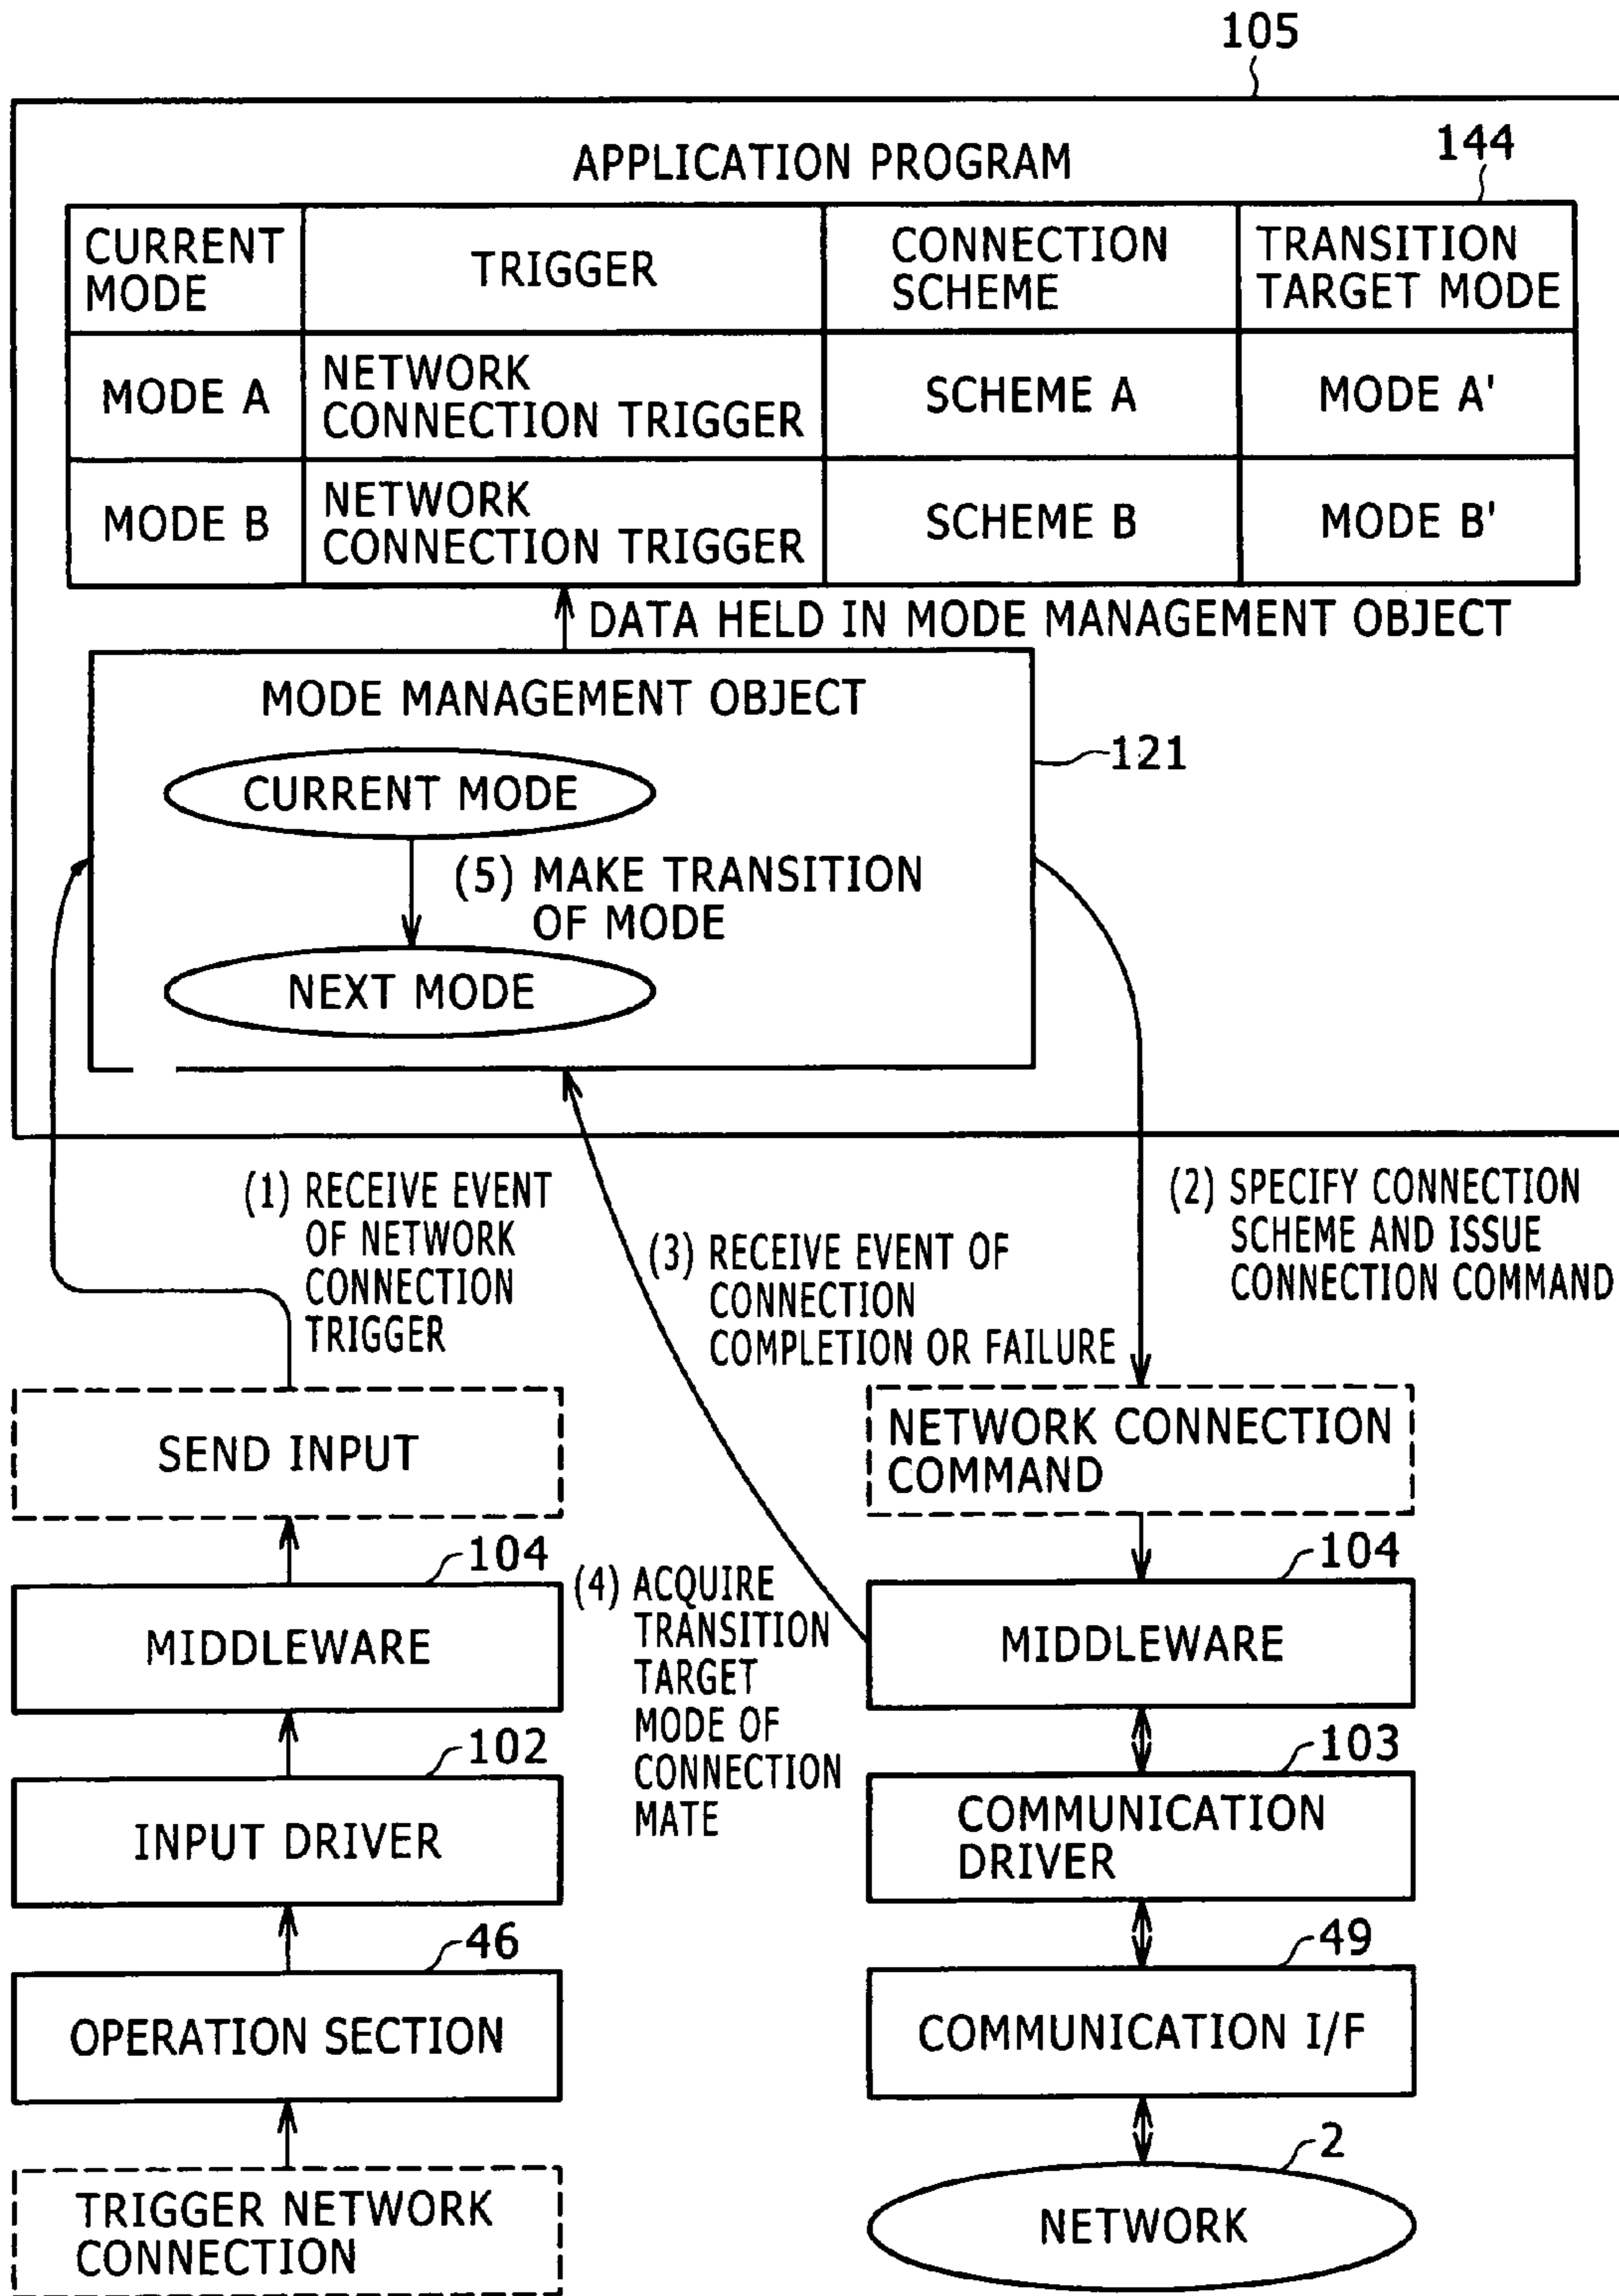 105
APPLICATION PROGRAM
144
CURRENT
MODE
TRIGGER
CONNECTION
SCHEME
TRANSITION
TARGET MODE
MODE A
NETWORK
CONNECTION TRIGGER
SCHEME A
MODE A'
MODE B
NETWORK
CONNECTION TRIGGER
SCHEME B
MODE B'
DATA HELD IN MODE MANAGEMENT OBJECT
MODE MANAGEMENT OBJECT
121
CURRENT MODE
(5) MAKE TRANSITION
OF MODE
NEXT MODE
(1) RECEIVE EVENT
OF NETWORK
CONNECTION
TRIGGER
(2) SPECIFY CONNECTION
SCHEME AND ISSUE
CONNECTION COMMAND
(3) RECEIVE EVENT OF
CONNECTION
COMPLETION OR FAILURE
SEND INPUT
NETWORK CONNECTION
COMMAND
104
MIDDLEWARE
(4) ACQUIRE
TRANSITION
TARGET
MODE OF
CONNECTION
MATE
104
MIDDLEWARE
102
INPUT DRIVER
103
COMMUNICATION
DRIVER
46
OPERATION SECTION
49
COMMUNICATION I/F
TRIGGER NETWORK
CONNECTION
2
NETWORK